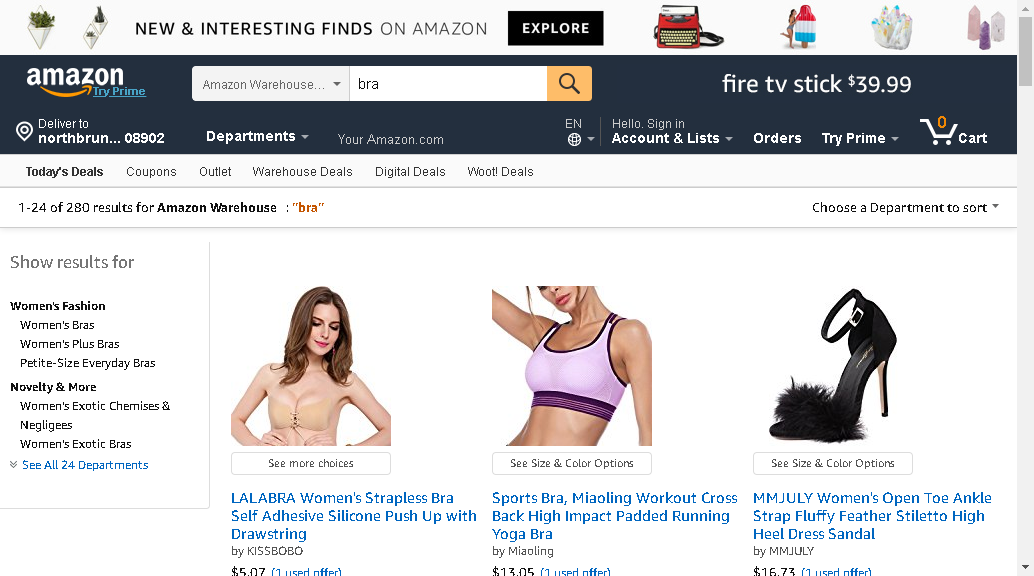 NEW & INTERESTING FINDS ON AMAZON EXPLORE
amazon
Try Prime
Amazon Warehouse...
bra
fire tv stick $39.99
Deliver to
northbrun... 08902
Departments
Your Amazon.com
EN
Hello. Sign in
Account & Lists
Orders
Try Prime
0
Cart
Today's Deals Coupons Outlet Warehouse Deals Digital Deals Woot! Deals
1-24 of 280 results for Amazon Warehouse : "bra"
Choose a Department to sort
Show results for
Women's Fashion
Women's Bras
Women's Plus Bras
Petite-Size Everyday Bras
Novelty & More
Women's Exotic Chemises &
Negligees
Women's Exotic Bras
See All 24 Departments
See more choices
LALABRA Women's Strapless Bra
Self Adhesive Silicone Push Up with
Drawstring
by KISSBOBO
$5.07 (1 used offer)
See Size & Color Options
Sports Bra, Miaoling Workout Cross
Back High Impact Padded Running
Yoga Bra
by Miaoling
$13.05 (1 used offer)
See Size & Color Options
MMJULY Women's Open Toe Ankle
Strap Fluffy Feather Stiletto High
Heel Dress Sandal
by MMJULY
$16.73 (1 used offer)